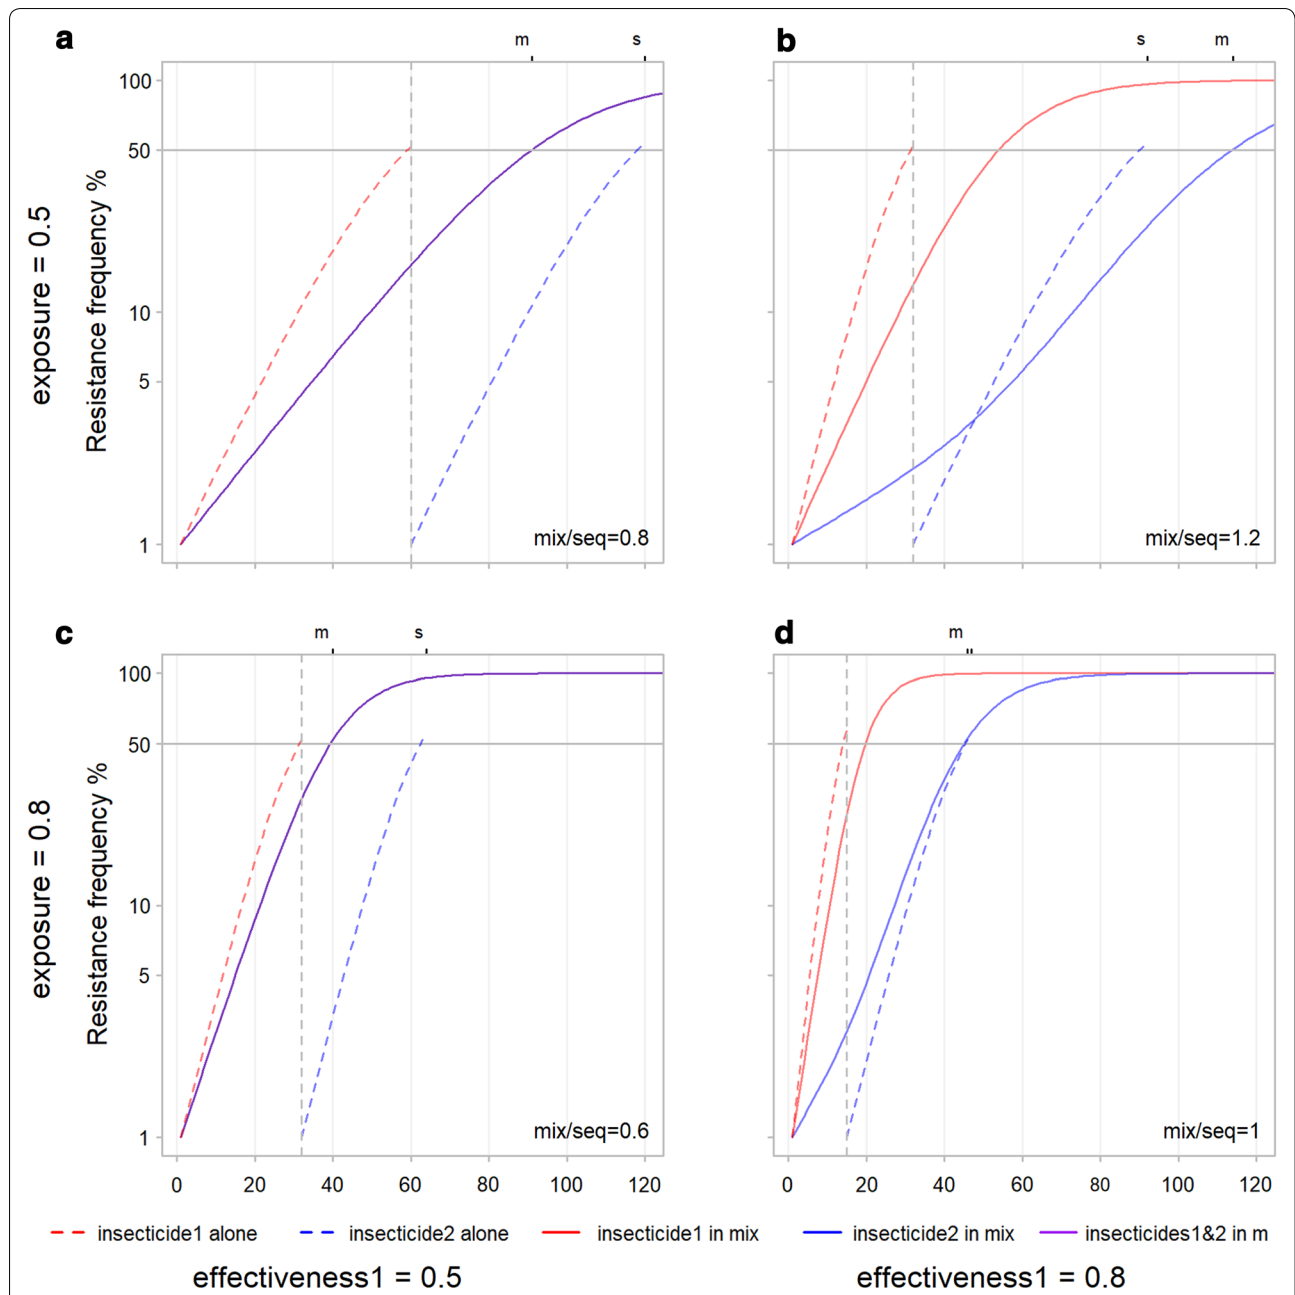 a
m
s
b
s
m
100
50
10
5
1
exposure = 0.5
Resistance frequency %
mix/seq=0.8
mix/seq=1.2
c
m
s
d
m
100
50
10
5
1
exposure = 0.8
Resistance frequency %
mix/seq=0.6
mix/seq=1
0 20 40 60 80 100 120
0 20 40 60 80 100 120
insecticide1 alone insecticide2 alone insecticide1 in mix insecticide2 in mix insecticides1&2 in m
effectiveness1 = 0.5
effectiveness1 = 0.8